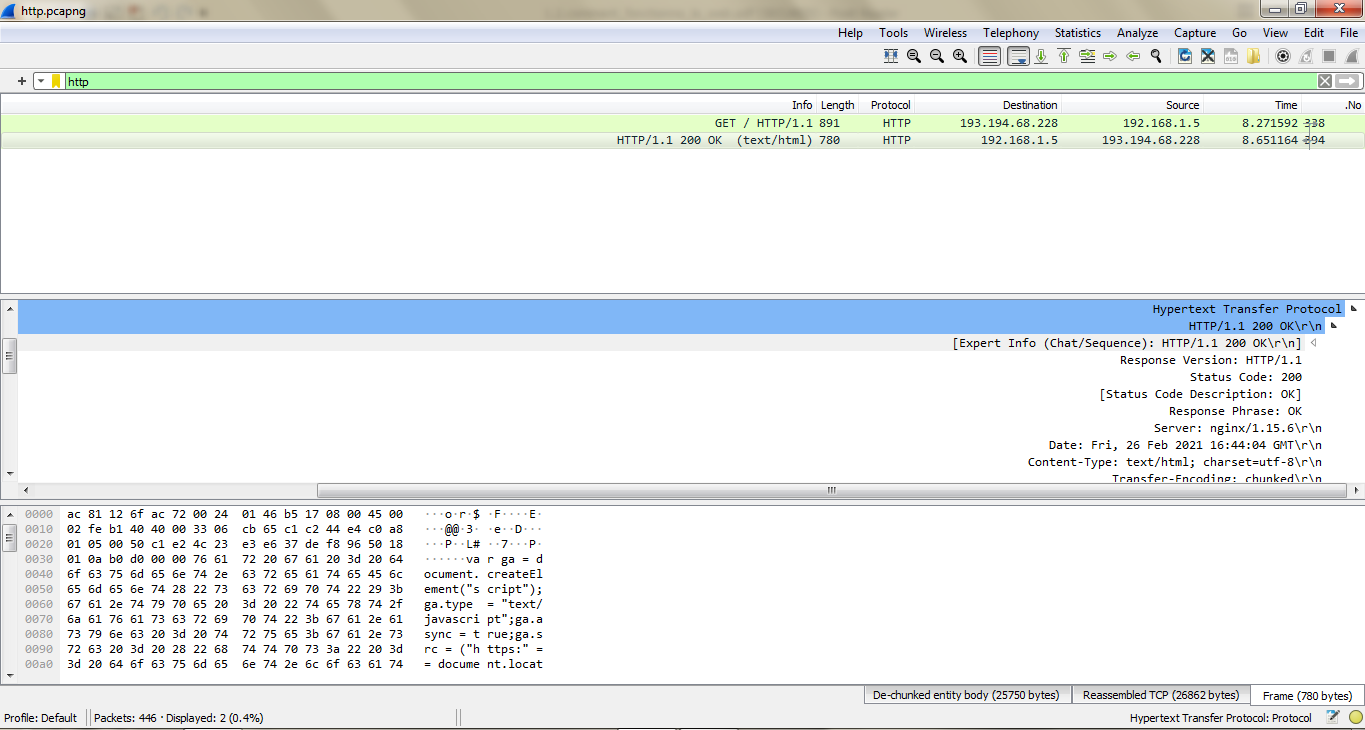 http.pcapng
Help Tools Wireless Telephony Statistics Analyze Capture Go View Edit File
http
Info Length Protocol Destination Source Time .No
GET / HTTP/1.1 891 HTTP 193.194.68.228 192.168.1.5 8.271592 338
HTTP/1.1 200 OK (text/html) 780 HTTP 192.168.1.5 193.194.68.228 8.651164 394
Hypertext Transfer Protocol
HTTP/1.1 200 OK\r\n
[Expert Info (Chat/Sequence): HTTP/1.1 200 OK\r\n]
Response Version: HTTP/1.1
Status Code: 200
[Status Code Description: OK]
Response Phrase: OK
Server: nginx/1.15.6\r\n
Date: Fri, 26 Feb 2021 16:44:04 GMT\r\n
Content-Type: text/html; charset=utf-8\r\n
Transfer-Encoding: chunked\r\n
0000 ac 81 12 6f ac 72 00 24 01 46 b5 17 08 00 45 00 ···o·r·$ ·F····E·
0010 02 fe b1 40 40 00 33 06 cb 65 c1 c2 44 e4 c0 a8 ···@@·3· ·e··D···
0020 01 05 00 50 c1 e2 4c 23 e3 e6 37 de f8 96 50 18 ···P··L# ··7···P·
0030 01 0a b0 d0 00 00 76 61 72 20 67 61 20 3d 20 64 ······va r ga = d
0040 6f 63 75 6d 65 6e 74 2e 63 72 65 61 74 65 45 6c ocument. createEl
0050 65 6d 65 6e 74 28 22 73 63 72 69 70 74 22 29 3b ement("s cript");
0060 67 61 2e 74 79 70 65 20 3d 20 22 74 65 78 74 2f ga.type = "text/
0070 6a 61 76 61 73 63 72 69 70 74 22 3b 67 61 2e 61 javascri pt";ga.a
0080 73 79 6e 63 20 3d 20 74 72 75 65 3b 67 61 2e 73 sync = t rue;ga.s
0090 72 63 20 3d 20 28 22 68 74 74 70 73 3a 22 20 3d rc = ("h ttps:" =
00a0 3d 20 64 6f 63 75 6d 65 6e 74 2e 6c 6f 63 61 74 = docume nt.locat
De-chunked entity body (25750 bytes) Reassembled TCP (26862 bytes) Frame (780 bytes)
Profile: Default Packets: 446 · Displayed: 2 (0.4%) Hypertext Transfer Protocol: Protocol